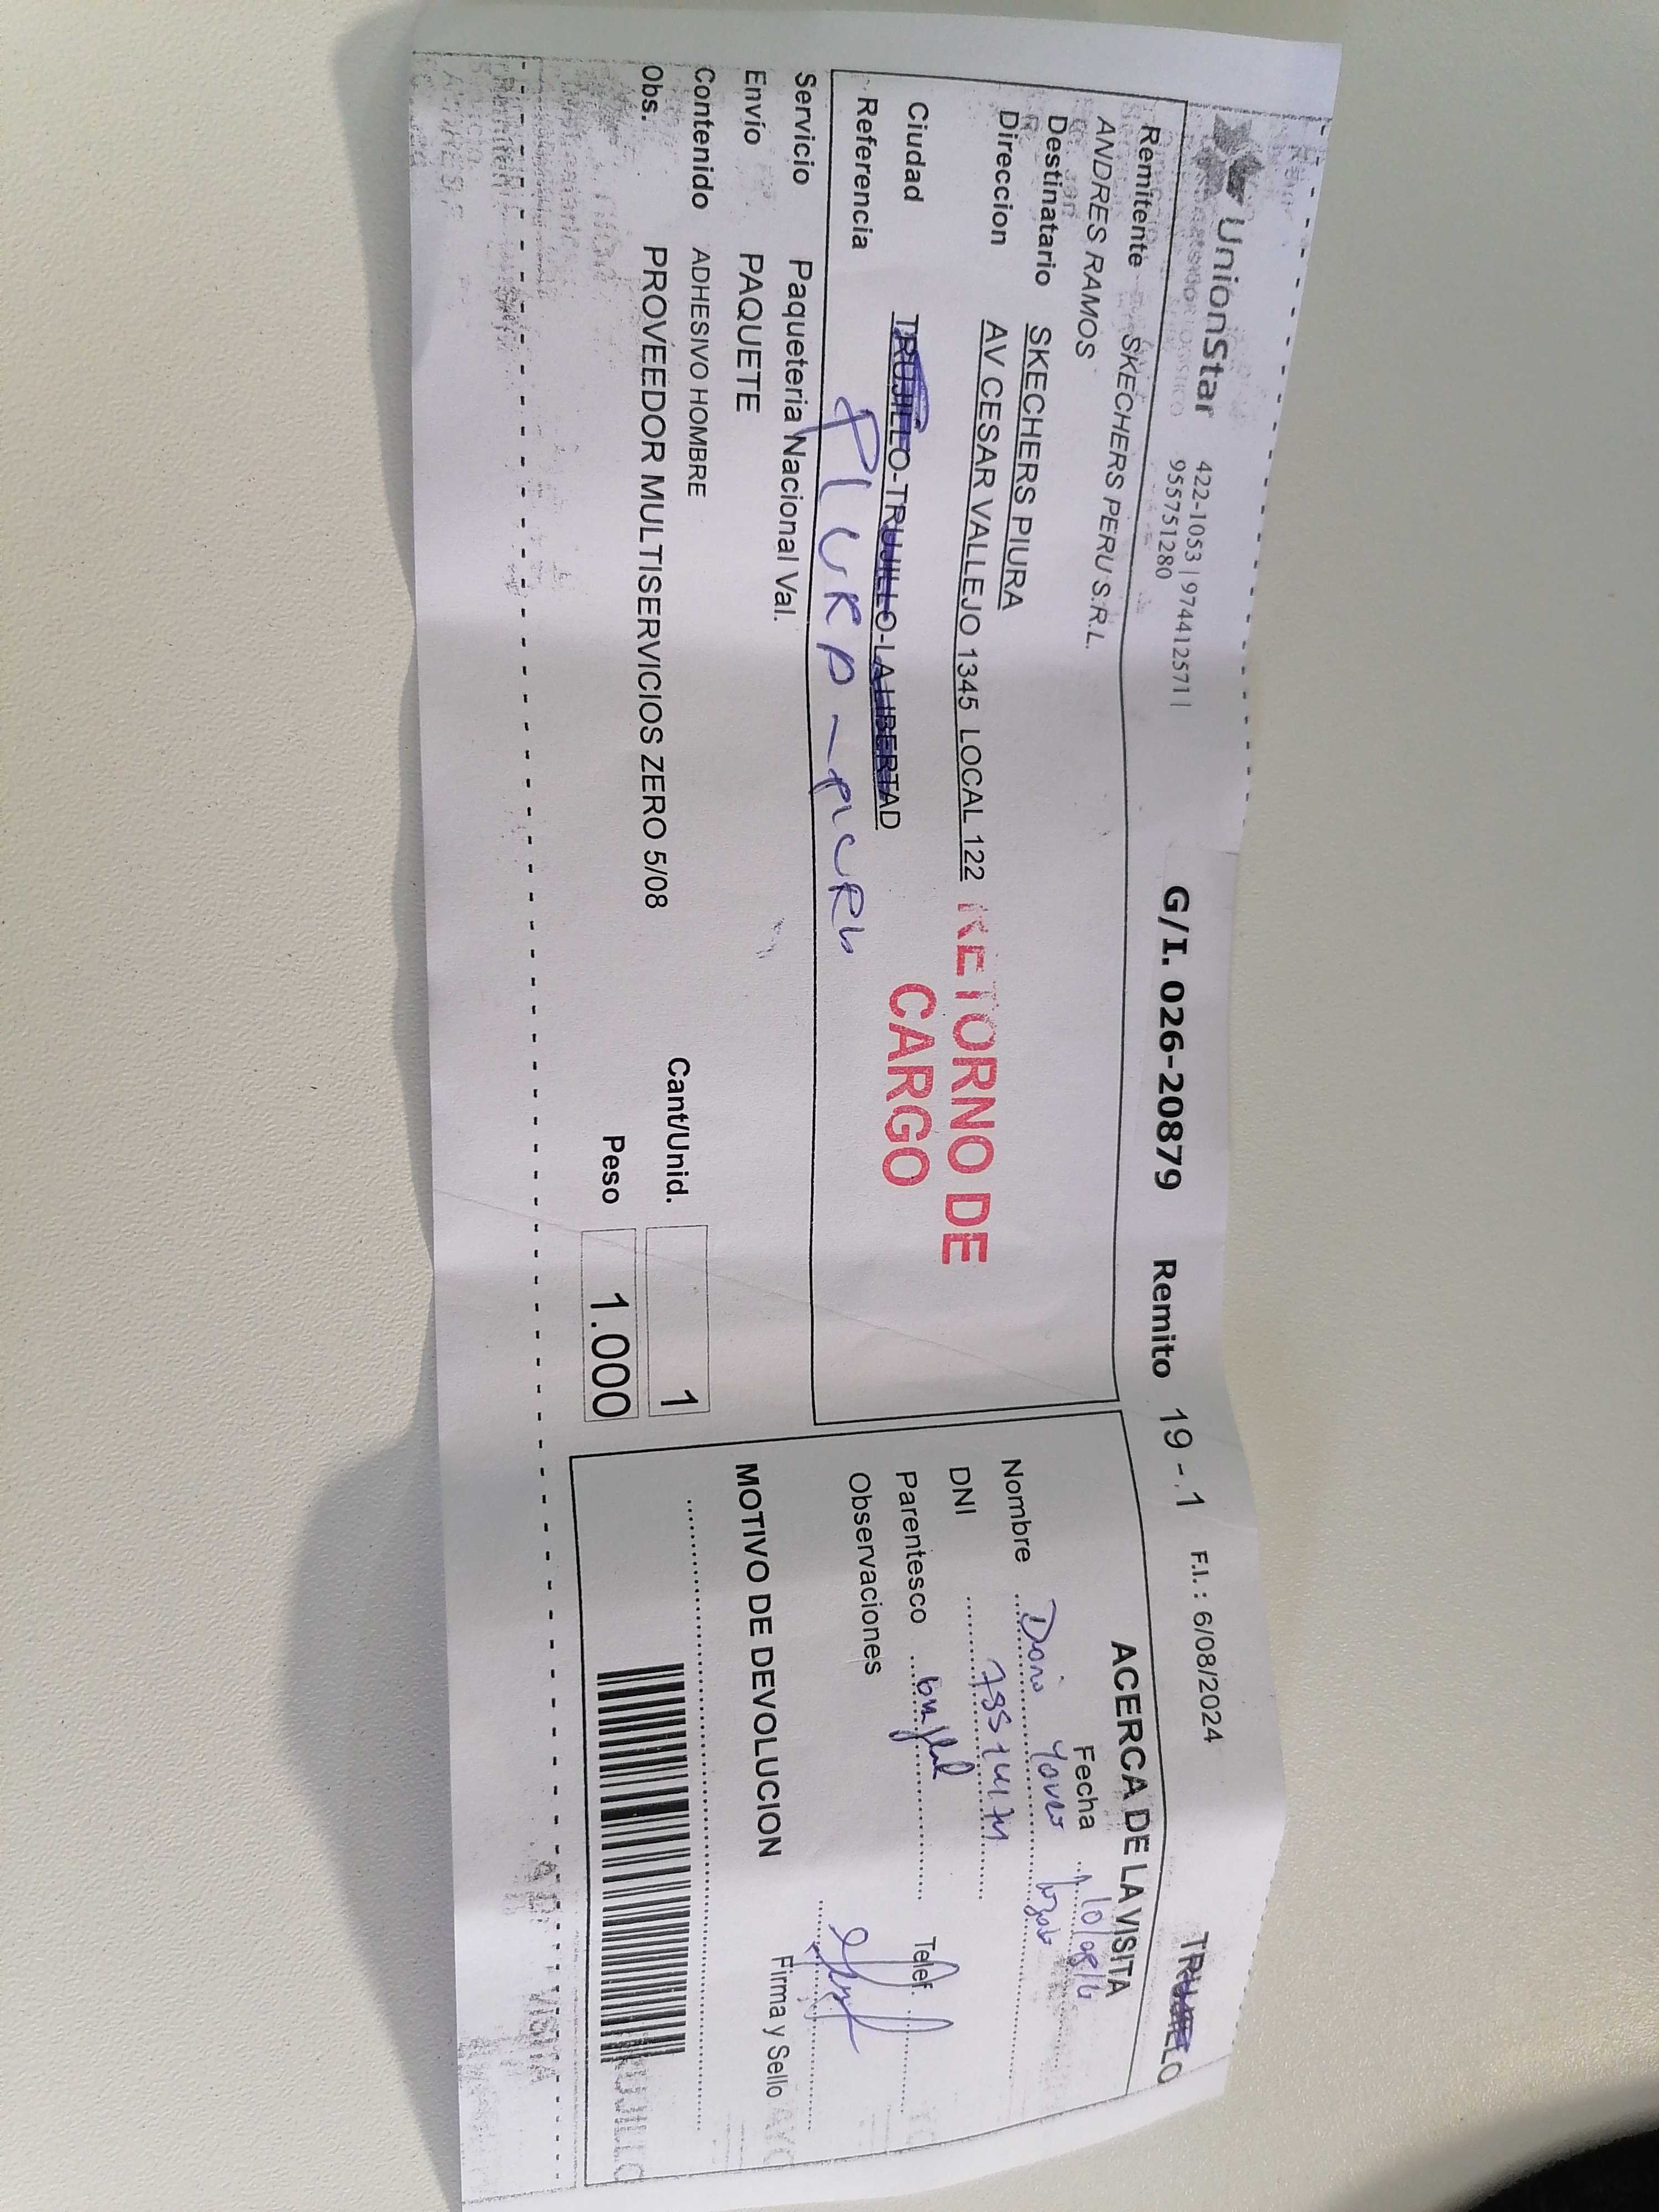 UnionStar 422-1053 | 974412571 |
955751280
G/I. 026-20879 Remito 19 - 1 F.I. : 6/08/2024 TRUJILLO
Remitente SKECHERS PERU S.R.L.
ANDRES RAMOS
Destinatario SKECHERS PIURA
Direccion AV CESAR VALLEJO 1345 LOCAL 122
Ciudad TRUJILLO-TRUJILLO-LA LIBERTAD
Referencia
RETORNO DE
CARGO
Servicio Paqueteria Nacional Val.
Envío PAQUETE
Contenido ADHESIVO HOMBRE
Obs. PROVEEDOR MULTISERVICIOS ZERO 5/08
Cant/Unid. 1
Peso 1.000
ACERCA DE LA VISITA
Fecha
Nombre
DNI
Parentesco Telef.
Observaciones
Firma y Sello
MOTIVO DE DEVOLUCION